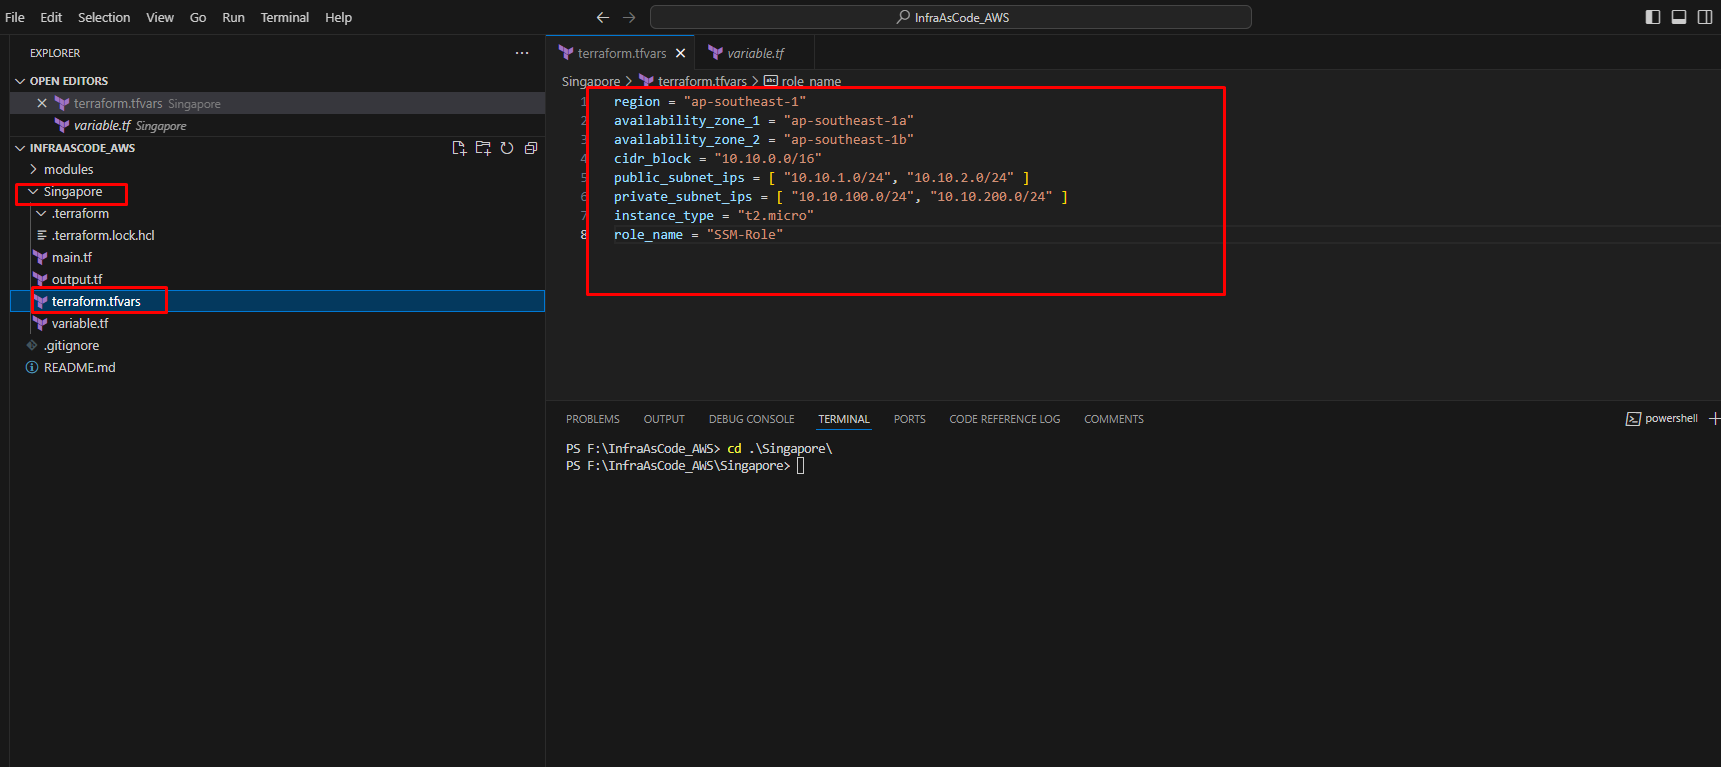 File Edit Selection View Go Run Terminal Help
InfraAsCode_AWS
EXPLORER
OPEN EDITORS
terraform.tfvars Singapore
variable.tf Singapore
INFRAASCODE_AWS
modules
Singapore
.terraform
.terraform.lock.hcl
main.tf
output.tf
terraform.tfvars
variable.tf
.gitignore
README.md
terraform.tfvars variable.tf
Singapore > terraform.tfvars > role_name
1 region = "ap-southeast-1"
2 availability_zone_1 = "ap-southeast-1a"
3 availability_zone_2 = "ap-southeast-1b"
4 cidr_block = "10.10.0.0/16"
5 public_subnet_ips = [ "10.10.1.0/24", "10.10.2.0/24" ]
6 private_subnet_ips = [ "10.10.100.0/24", "10.10.200.0/24" ]
7 instance_type = "t2.micro"
8 role_name = "SSM-Role"
PROBLEMS OUTPUT DEBUG CONSOLE TERMINAL PORTS CODE REFERENCE LOG COMMENTS
powershell
PS F:\InfraAsCode_AWS> cd .\Singapore\
PS F:\InfraAsCode_AWS\Singapore>